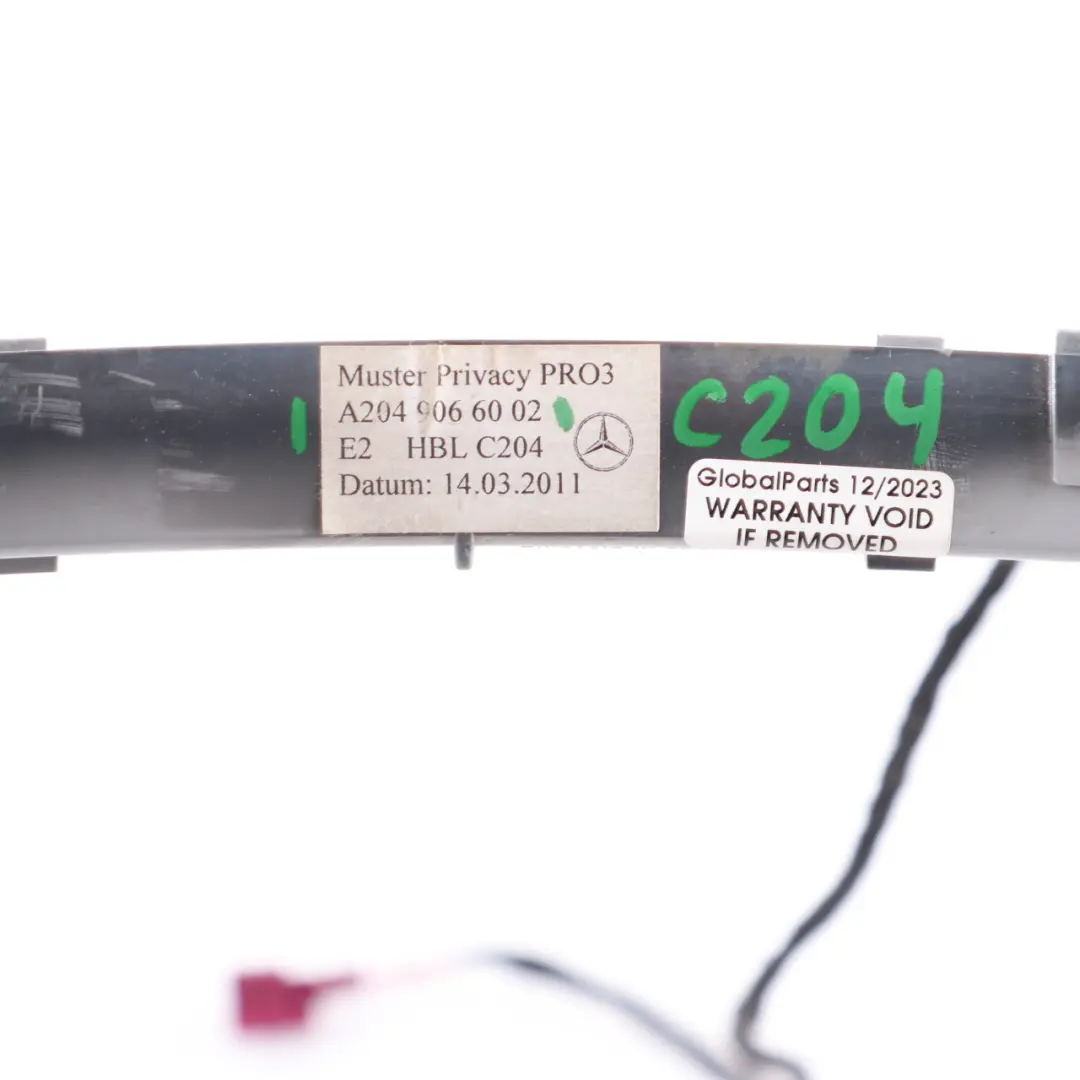 Muster Privacy PRO3
A204 906 60 02
E2 HBL C204
Datum: 14.03.2011
C204
GlobalParts 12/2023
WARRANTY VOID
IF REMOVED